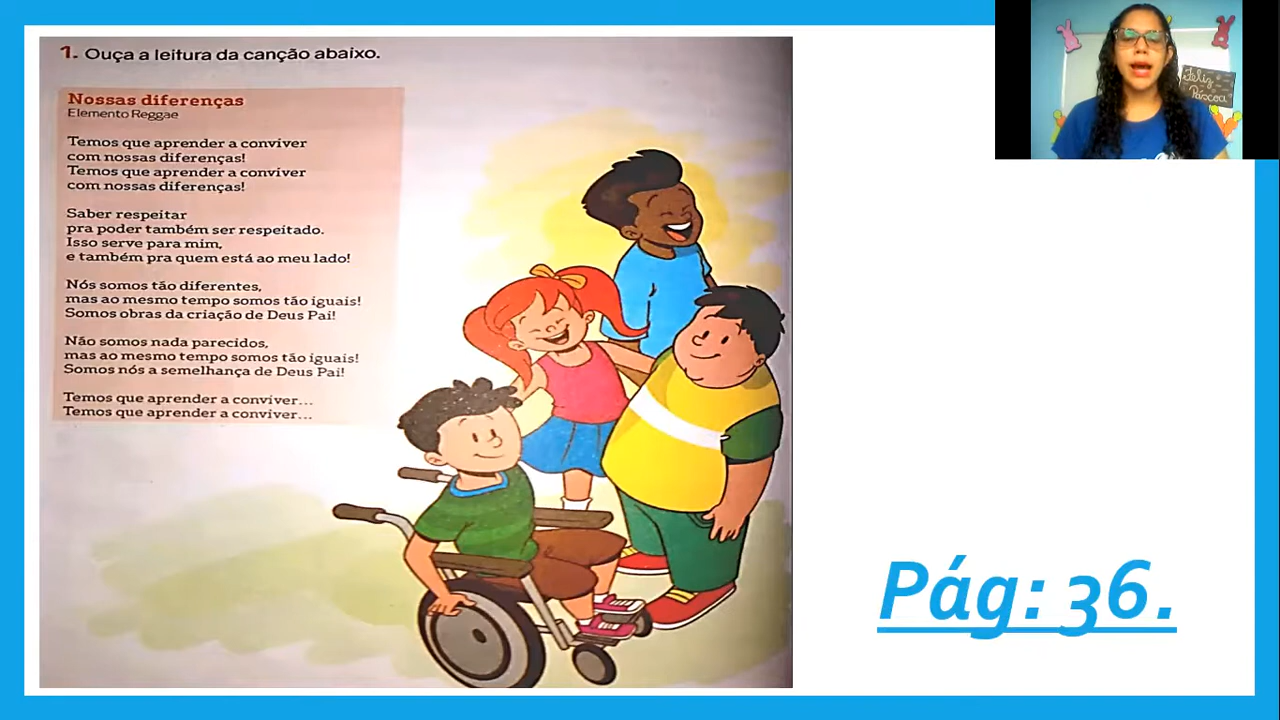 1. Ouça a leitura da canção abaixo.
Nossas diferenças
Elemento Reggae
Temos que aprender a conviver
com nossas diferenças!
Temos que aprender a conviver
com nossas diferenças!
Saber respeitar
pra poder também ser respeitado.
Isso serve para mim,
e também pra quem está ao meu lado!
Nós somos tão diferentes,
mas ao mesmo tempo somos tão iguais!
Somos obras da criação de Deus Pai!
Não somos nada parecidos,
mas ao mesmo tempo somos tão iguais!
Somos nós a semelhança de Deus Pai!
Temos que aprender a conviver...
Temos que aprender a conviver...
Feliz
Páscoa
Pág: 36.